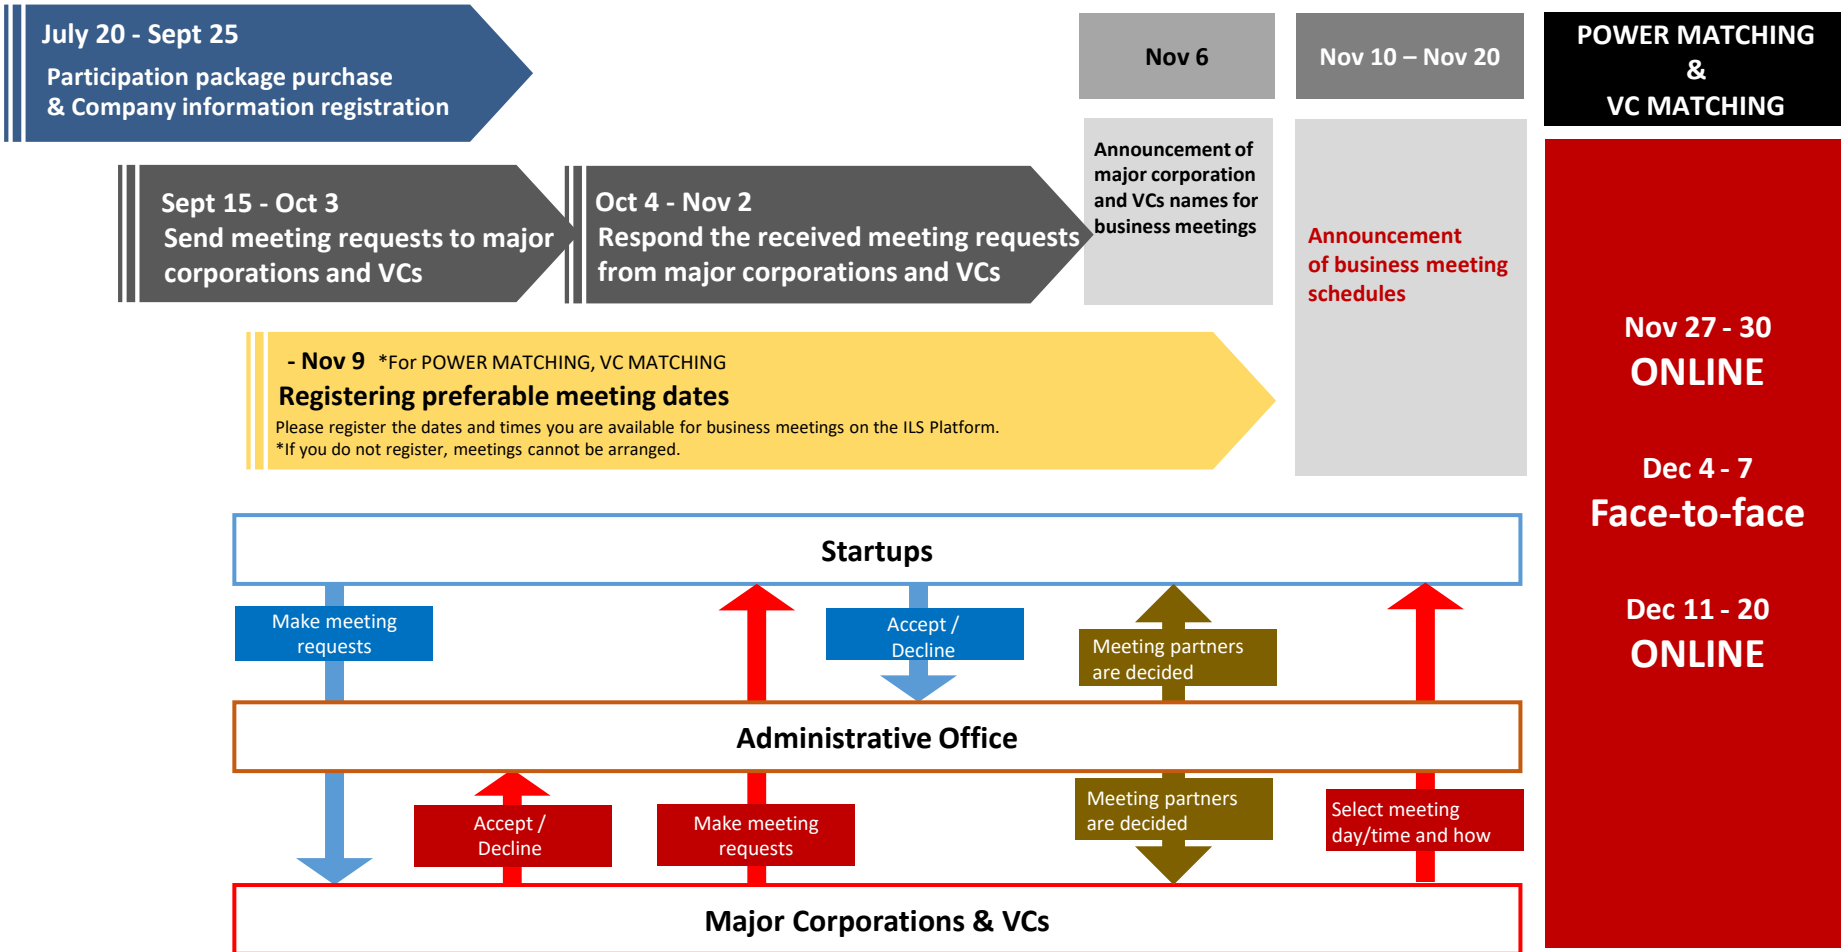 July 20 - Sept 25
Participation package purchase
& Company information registration
Nov 6
Nov 10 – Nov 20
POWER MATCHING
&
VC MATCHING
Sept 15 - Oct 3
Send meeting requests to major
corporations and VCs
Oct 4 - Nov 2
Respond the received meeting requests
from major corporations and VCs
Announcement of
major corporation
and VCs names for
business meetings
Announcement
of business meeting
schedules
- Nov 9 *For POWER MATCHING, VC MATCHING
Registering preferable meeting dates
Please register the dates and times you are available for business meetings on the ILS Platform.
*If you do not register, meetings cannot be arranged.
Nov 27 - 30
ONLINE
Dec 4 - 7
Face-to-face
Dec 11 - 20
ONLINE
Startups
Make meeting
requests
Accept /
Decline
Meeting partners
are decided
Administrative Office
Accept /
Decline
Make meeting
requests
Meeting partners
are decided
Select meeting
day/time and how
Major Corporations & VCs